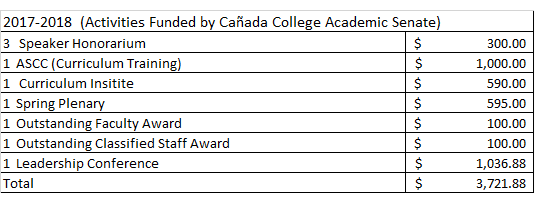 2017-2018  (Activities Funded by Cañada College Academic Senate)
3  Speaker Honorarium $ 300.00
1 ASCC (Curriculum Training) $ 1,000.00
1  Curriculum Insitite $ 590.00
1 Spring Plenary $ 595.00
1 Outstanding Faculty Award $ 100.00
1 Outstanding Classified Staff Award $ 100.00
1 Leadership Conference $ 1,036.88
Total $ 3,721.88